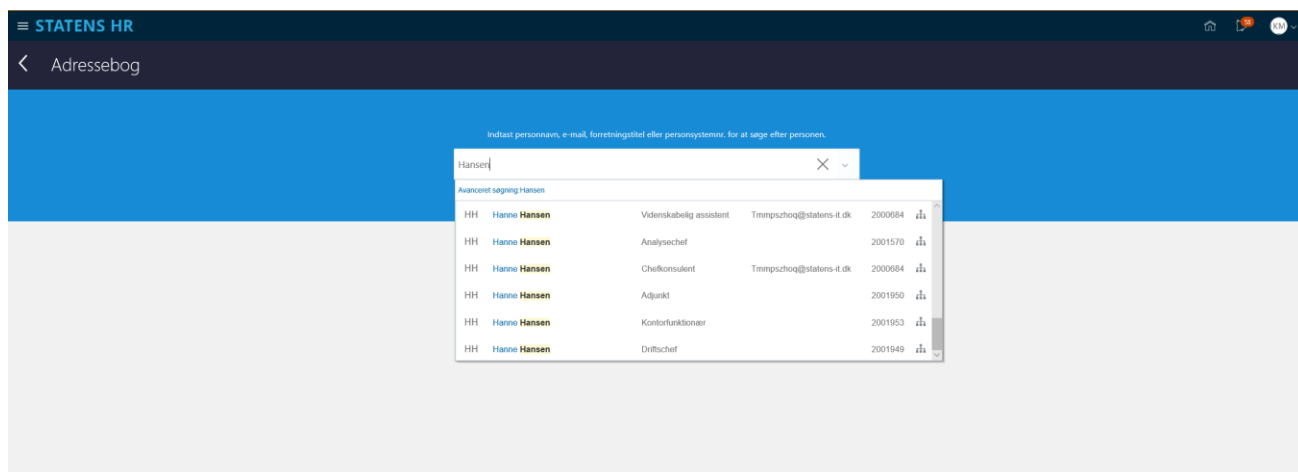 STATENS HR
58
KM
Adressebog
Indtast personnavn, e-mail, forretningstitel eller personsystemnr. for at søge efter personen.
Hansen
Avanceret søgning:Hansen
HH Hanne Hansen Videnskabelig assistent Tmmpszhoq@statens-it.dk 2000684
HH Hanne Hansen Analysechef 2001570
HH Hanne Hansen Chefkonsulent Tmmpszhoq@statens-it.dk 2000684
HH Hanne Hansen Adjunkt 2001950
HH Hanne Hansen Kontorfunktionær 2001953
HH Hanne Hansen Driftschef 2001949